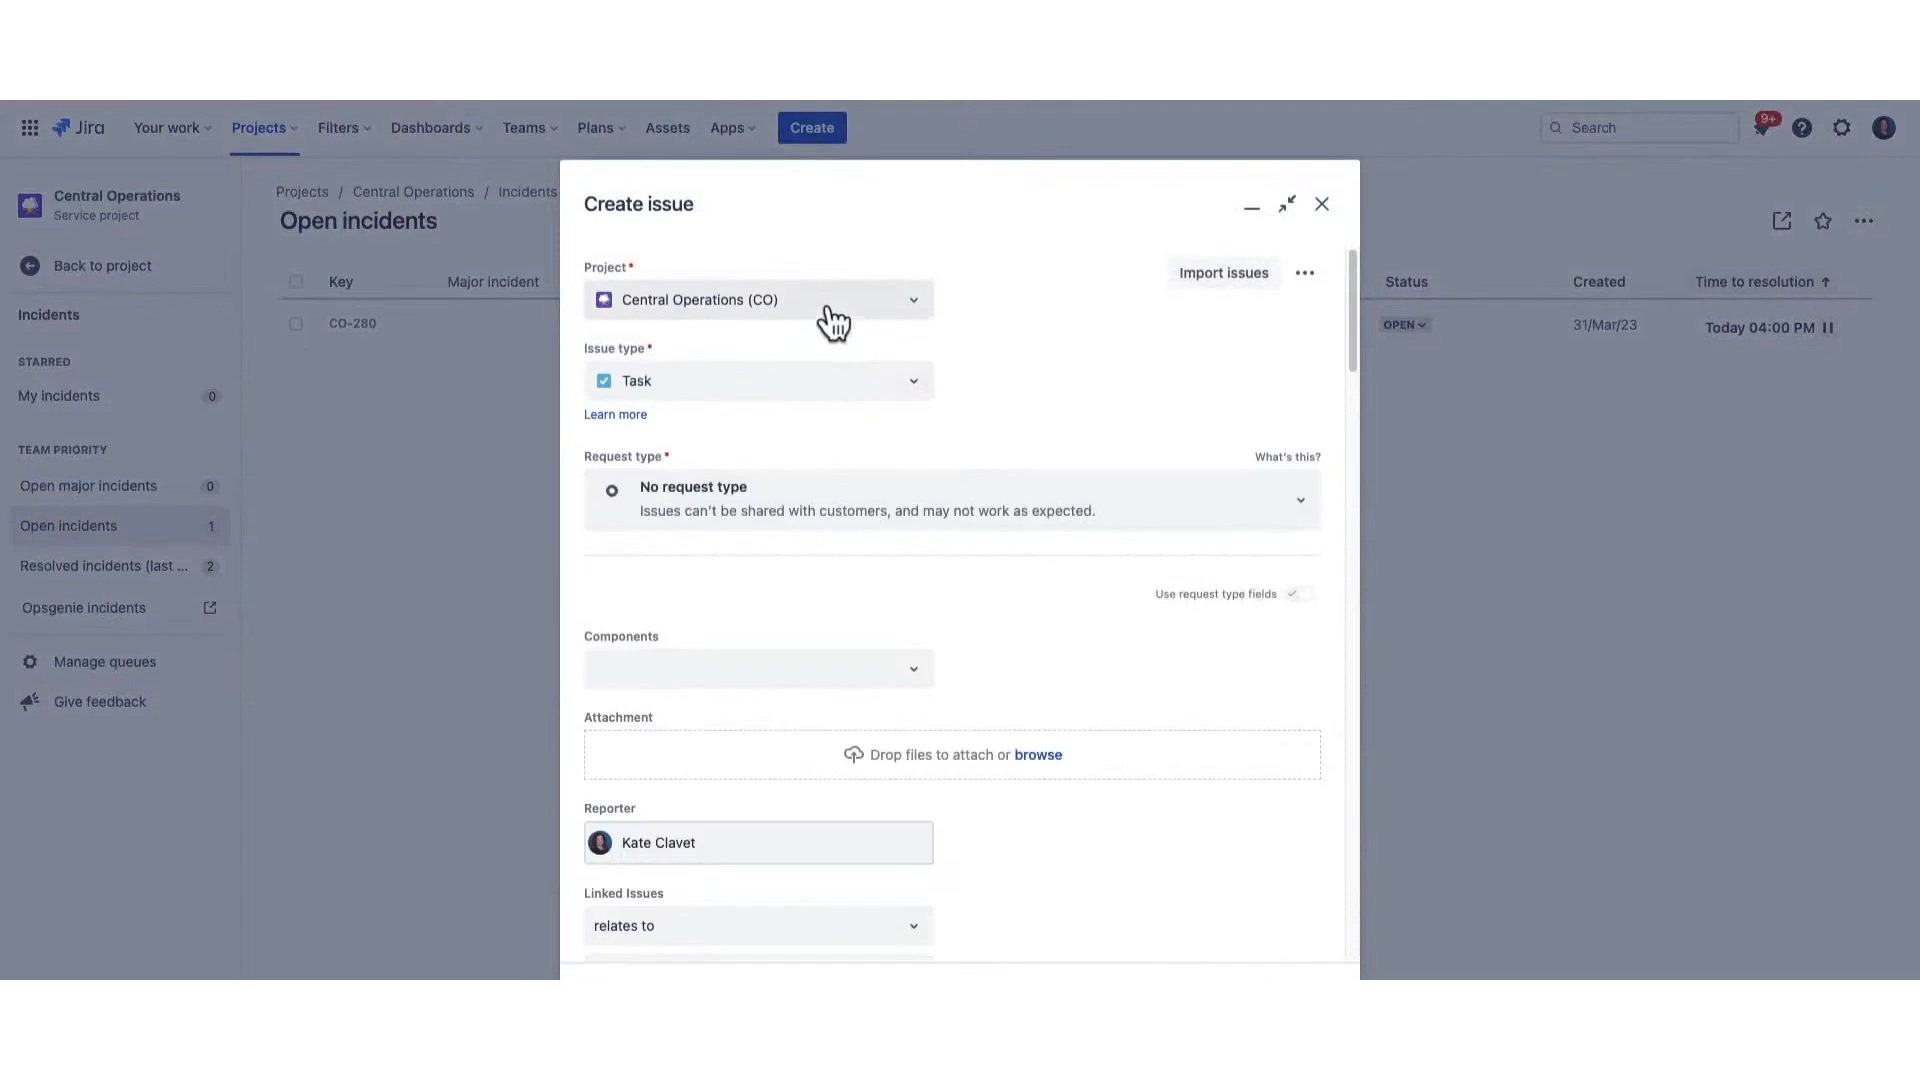 Jira
Your work
Projects
Filters
Dashboards
Teams
Plans
Assets
Apps
Create
Search
9+
Central Operations
Service project
Back to project
Incidents
STARRED
My incidents 0
TEAM PRIORITY
Open major incidents 0
Open incidents 1
Resolved incidents (last ... 2
Opsgenie incidents
Manage queues
Give feedback
Projects / Central Operations / Incidents
Open incidents
Key Major incident
CO-280
Status Created Time to resolution ↑
OPEN 31/Mar/23 Today 04:00 PM
Create issue
Project *
Import issues
Central Operations (CO)
Issue type *
Task
Learn more
Request type *
What's this?
No request type
Issues can't be shared with customers, and may not work as expected.
Use request type fields
Components
Attachment
Drop files to attach or browse
Reporter
Kate Clavet
Linked Issues
relates to